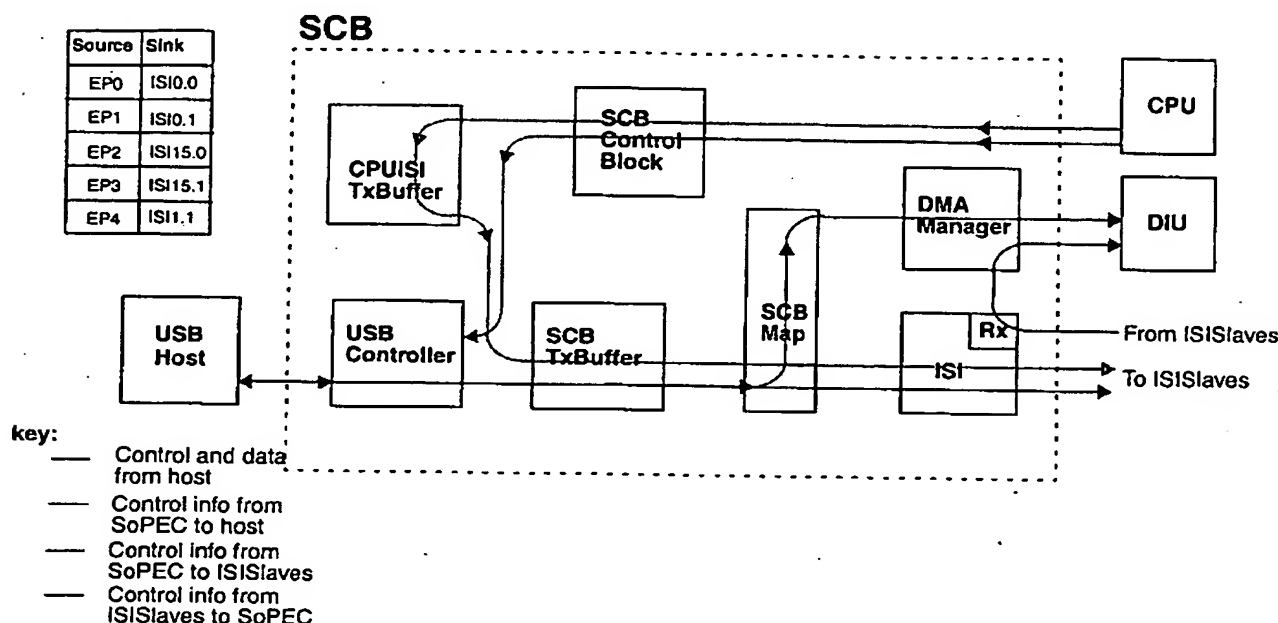 SCB
Source Sink
EP0 ISI0.0
EP1 ISI0.1
EP2 ISI15.0
EP3 ISI15.1
EP4 ISI1.1
CPUISI
TxBuffer
SCB
Control
Block
CPU
DMA
Manager
DIU
USB
Host
USB
Controller
SCB
TxBuffer
SCB
Map
Rx
ISI
From ISISlaves
To ISISlaves
key:
Control and data
from host
Control info from
SoPEC to host
Control info from
SoPEC to ISISlaves
Control info from
ISISlaves to SoPEC